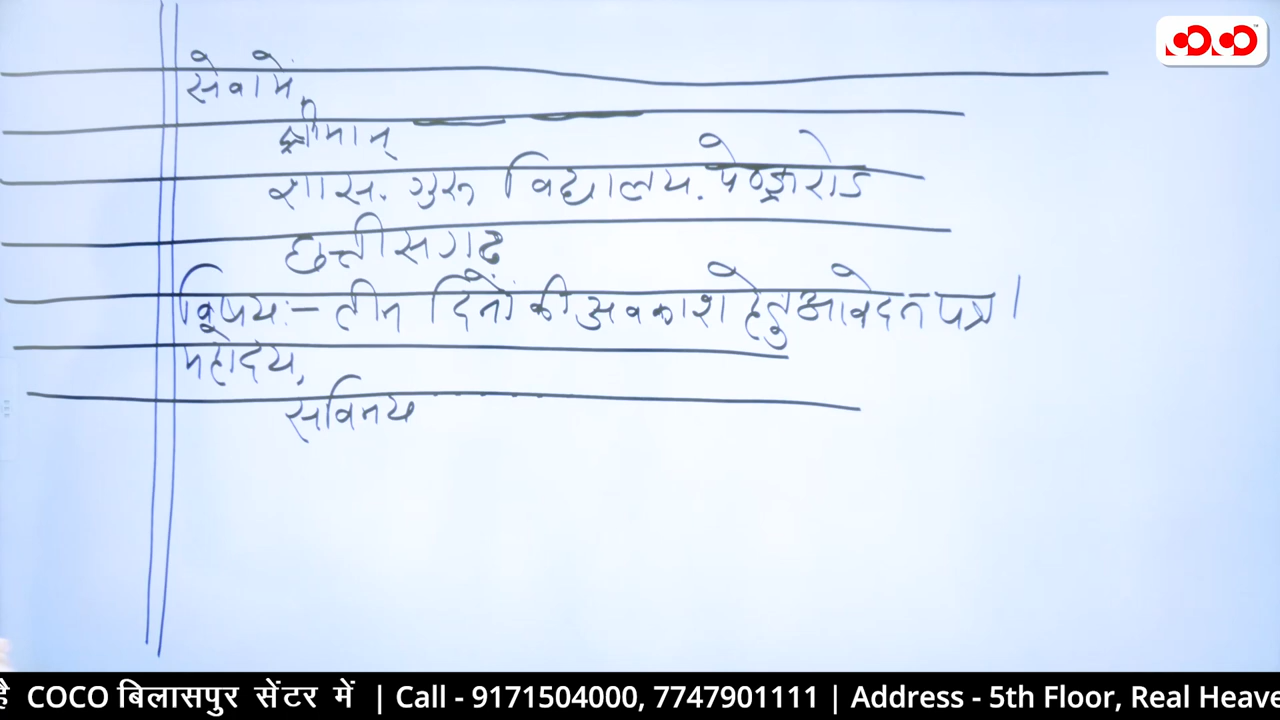 सेवा में,
श्रीमान्
शास. गुरु विद्यालय. पेण्ड्रारोड
छत्तीसगढ
विषय:- तीन दिनों की अवकाश हेतु आवेदन पत्र।
महोदय,
सविनय
है COCO बिलासपुर सेंटर में | Call - 9171504000, 7747901111 | Address - 5th Floor, Real Heave